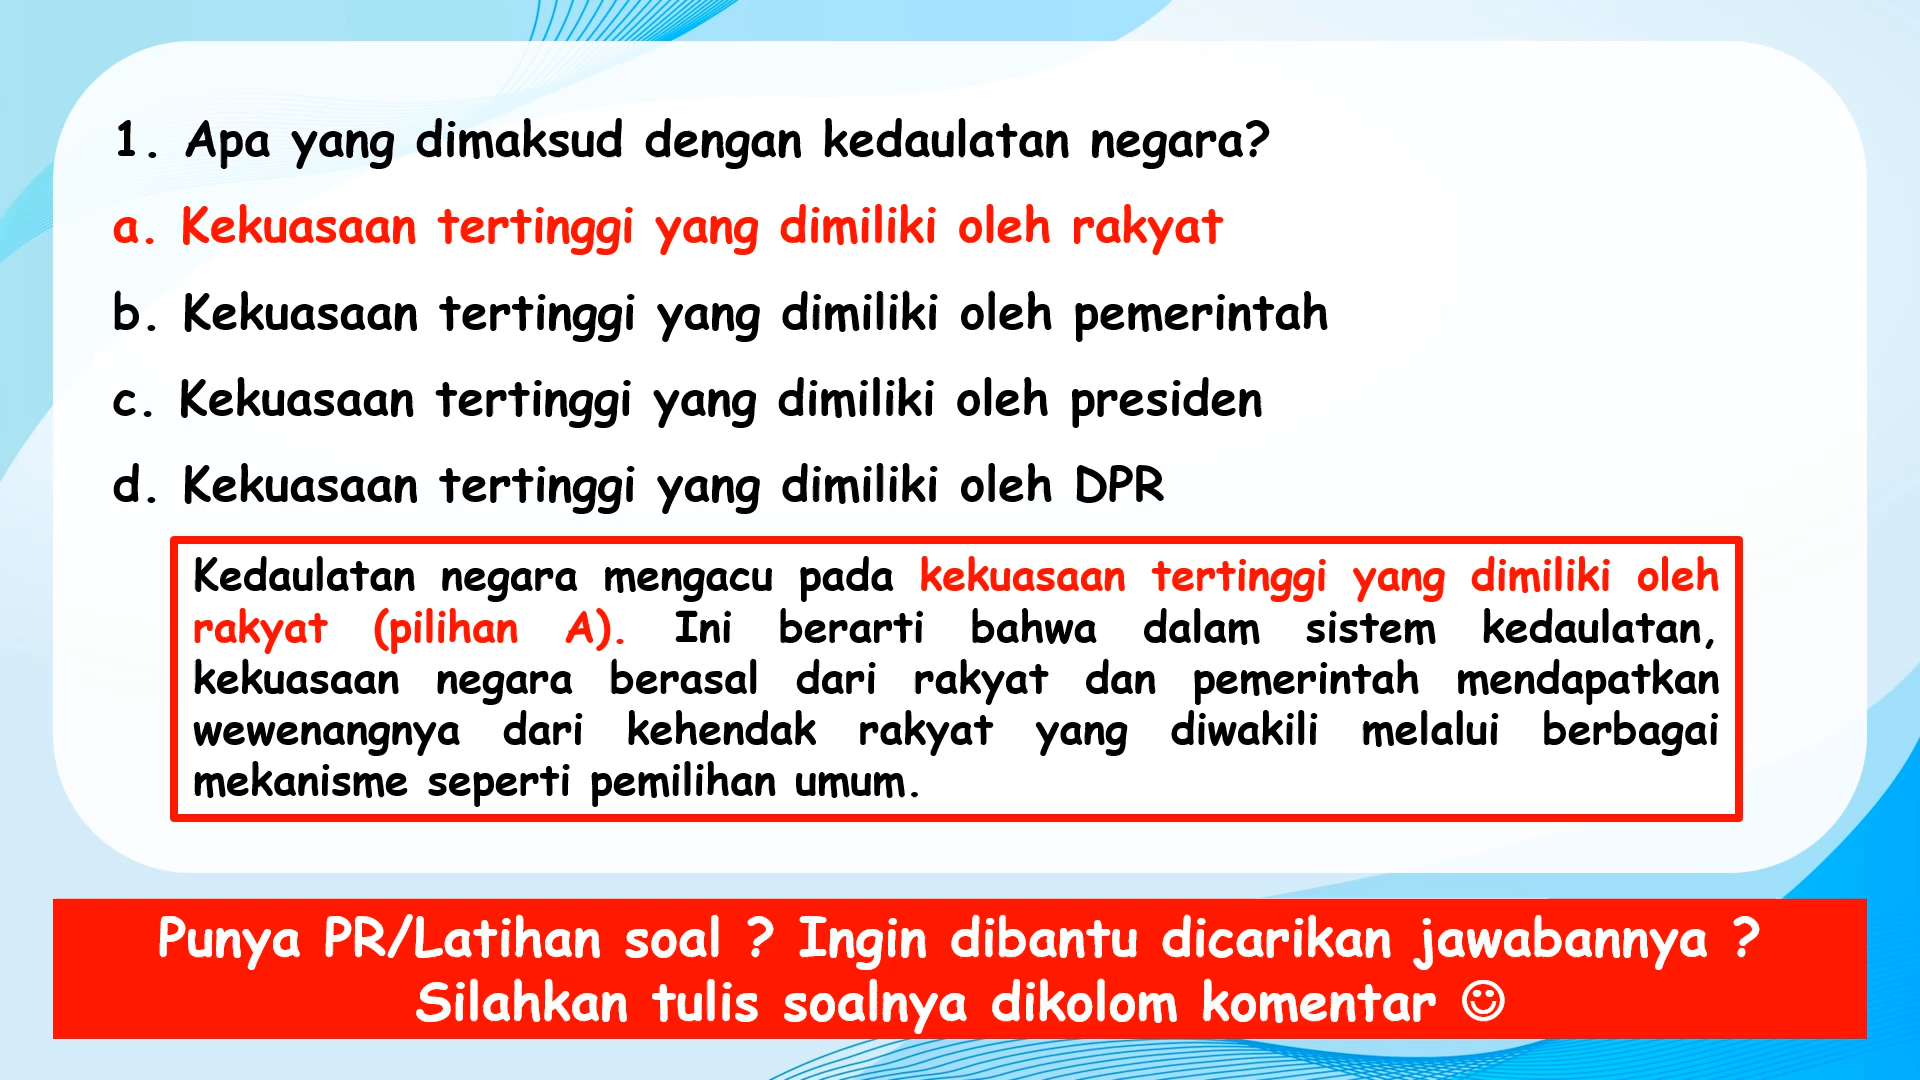 1. Apa yang dimaksud dengan kedaulatan negara?
a. Kekuasaan tertinggi yang dimiliki oleh rakyat
b. Kekuasaan tertinggi yang dimiliki oleh pemerintah
c. Kekuasaan tertinggi yang dimiliki oleh presiden
d. Kekuasaan tertinggi yang dimiliki oleh DPR
Kedaulatan negara mengacu pada kekuasaan tertinggi yang dimiliki oleh
rakyat (pilihan A). Ini berarti bahwa dalam sistem kedaulatan,
kekuasaan negara berasal dari rakyat dan pemerintah mendapatkan
wewenangnya dari kehendak rakyat yang diwakili melalui berbagai
mekanisme seperti pemilihan umum.
Punya PR/Latihan soal ? Ingin dibantu dicarikan jawabannya ?
Silahkan tulis soalnya dikolom komentar ☺